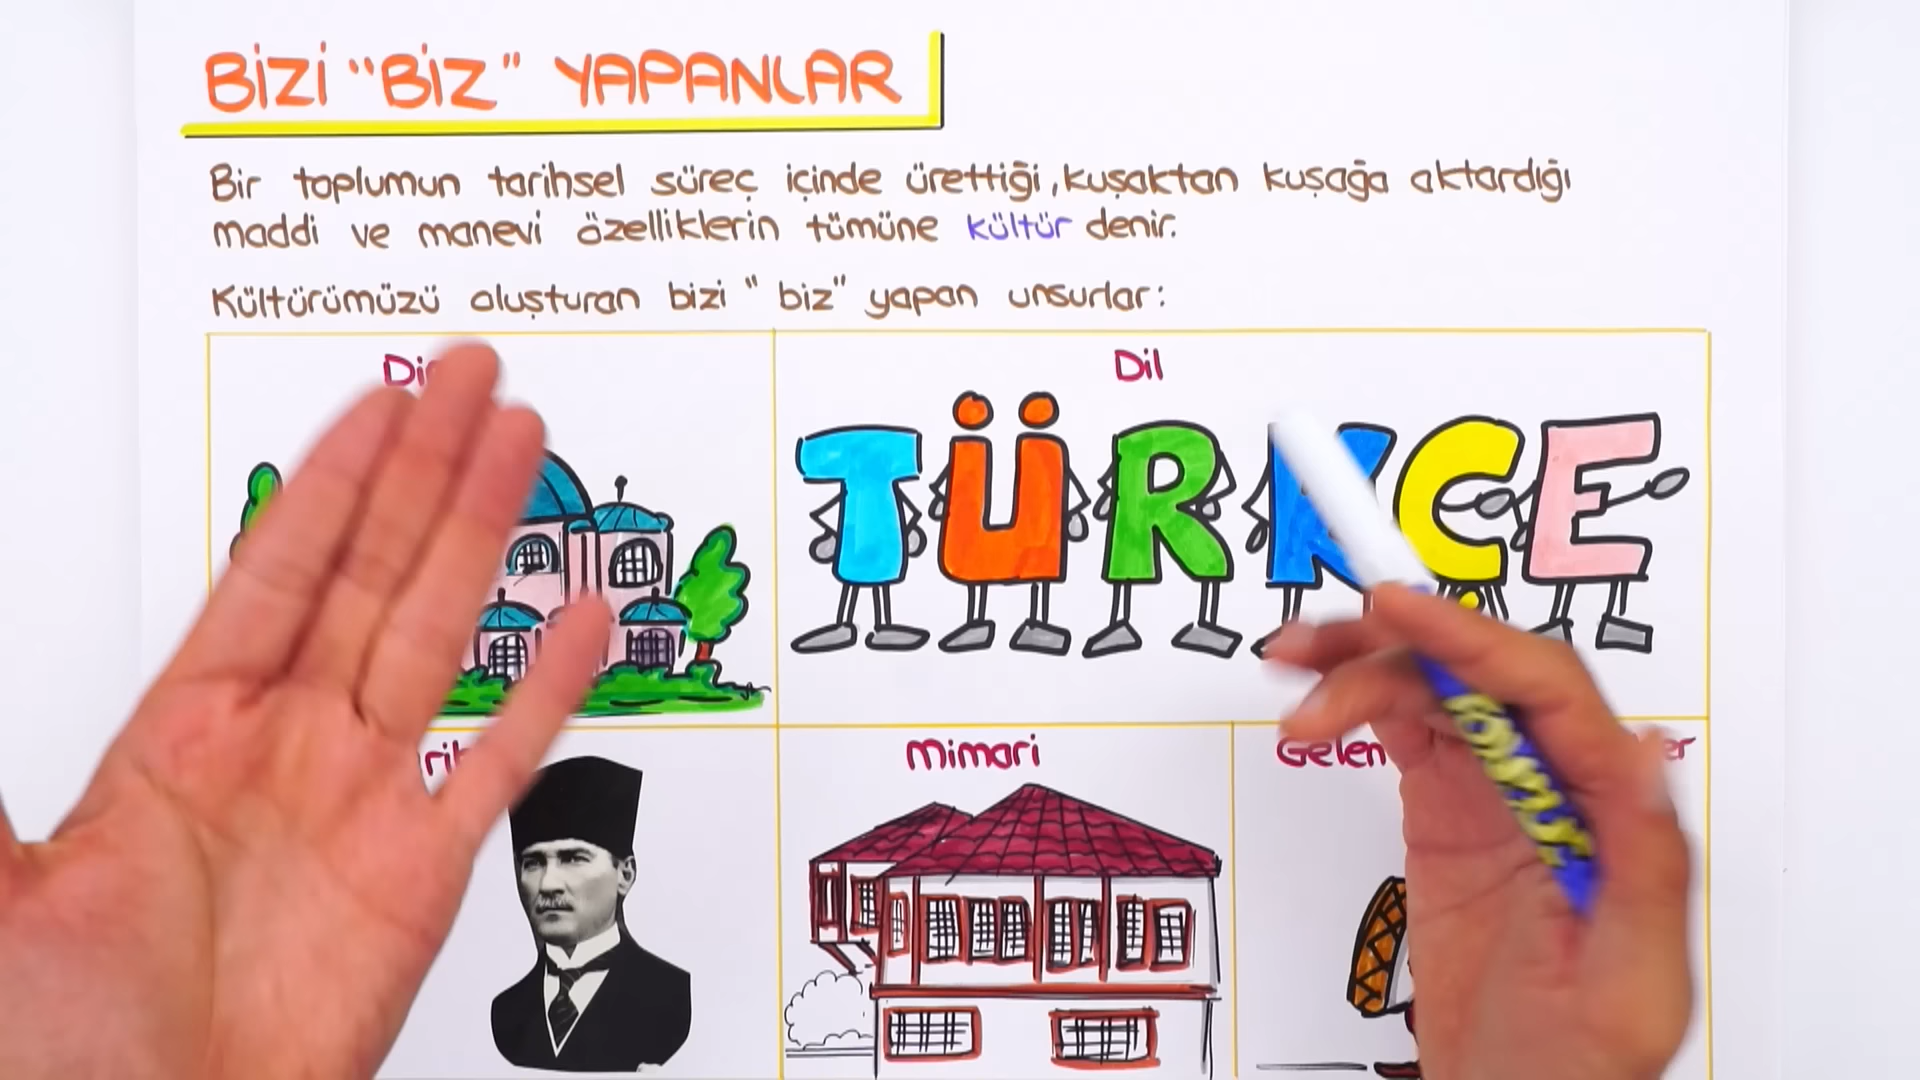 BİZİ "BİZ" YAPANLAR
Bir toplumun tarihsel süreç içinde ürettiği, kuşaktan kuşağa aktardığı
maddi ve manevi özelliklerin tümüne kültür denir.
Kültürümüzü oluşturan bizi "biz" yapan unsurlar:
Dil
TÜRKÇE
Mimari